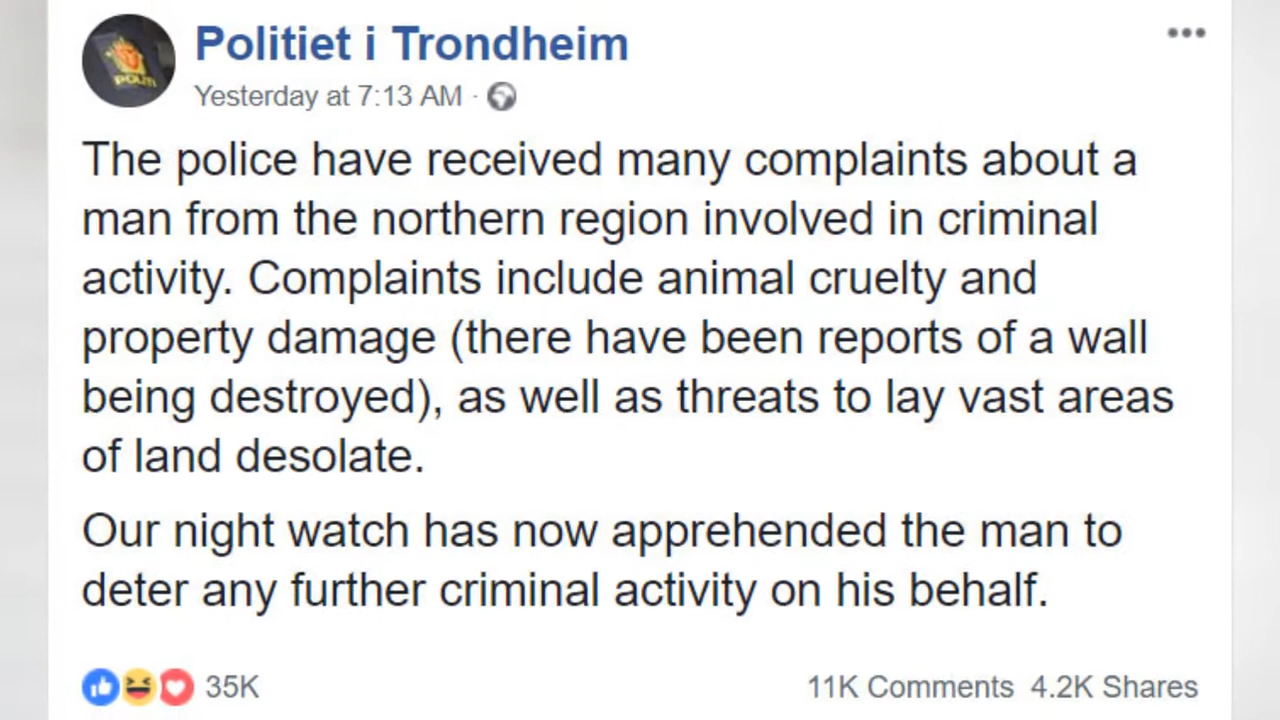 Politiet i Trondheim
Yesterday at 7:13 AM ·
The police have received many complaints about a
man from the northern region involved in criminal
activity. Complaints include animal cruelty and
property damage (there have been reports of a wall
being destroyed), as well as threats to lay vast areas
of land desolate.
Our night watch has now apprehended the man to
deter any further criminal activity on his behalf.
35K
11K Comments 4.2K Shares